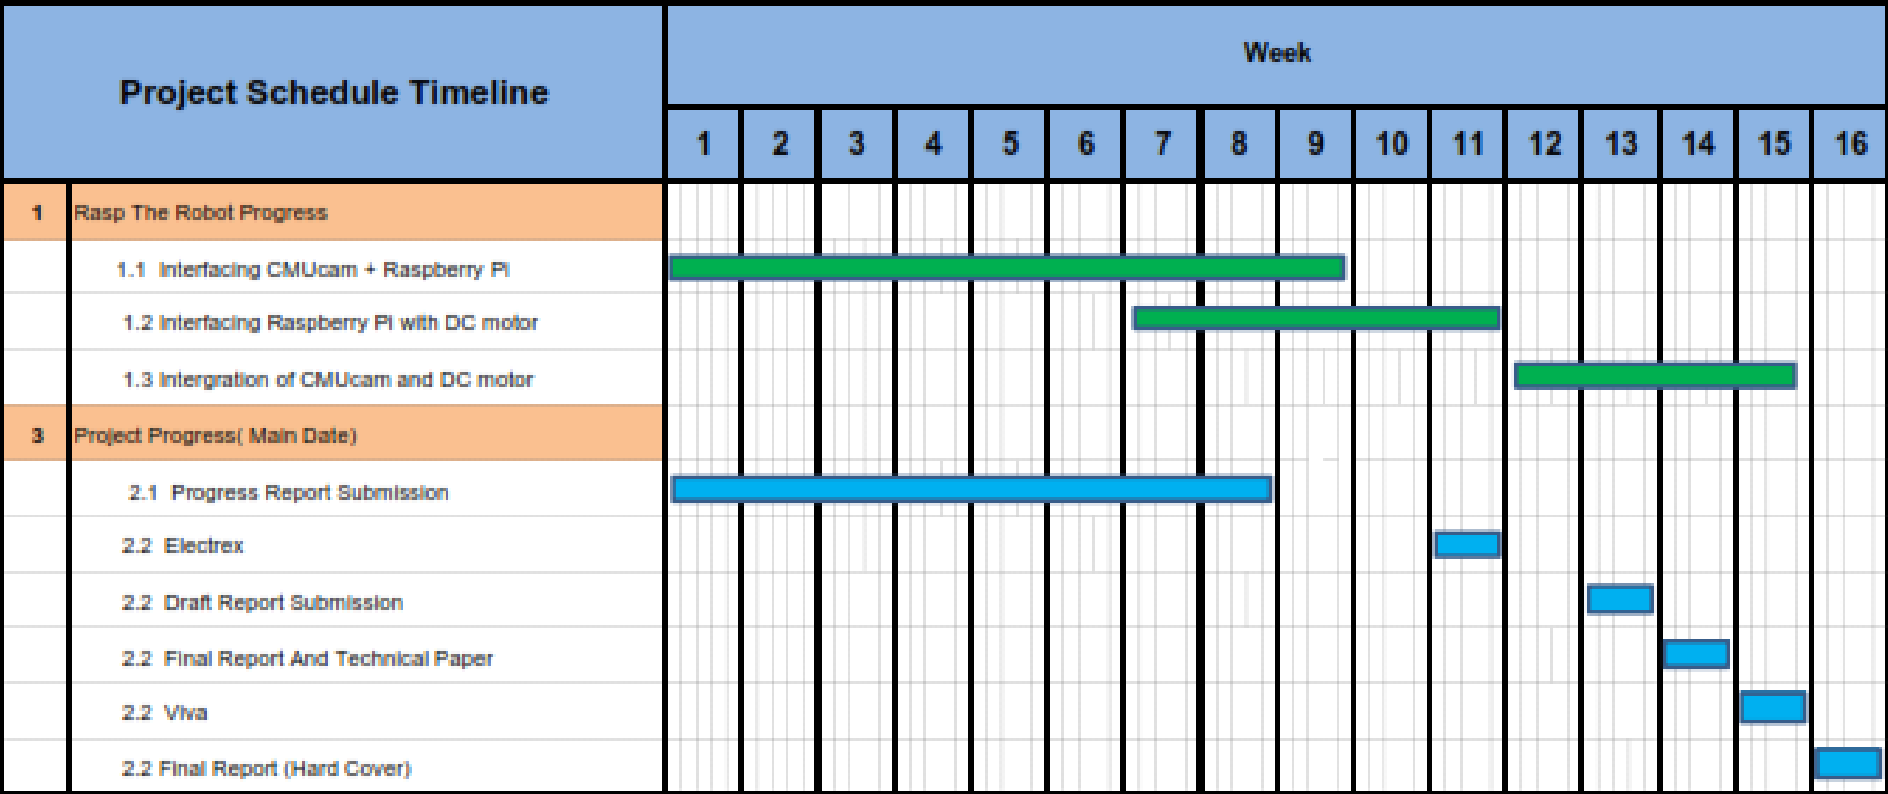 Project Schedule Timeline
Week
1 2 3 4 5 6 7 8 9 10 11 12 13 14 15 16
1 Rasp The Robot Progress
1.1 Interfacing CMUcam + Raspberry Pi
1.2 Interfacing Raspberry Pi with DC motor
1.3 Intergration of CMUcam and DC motor
3 Project Progress( Main Date)
2.1 Progress Report Submission
2.2 Electrex
2.2 Draft Report Submission
2.2 Final Report And Technical Paper
2.2 Viva
2.2 Final Report (Hard Cover)